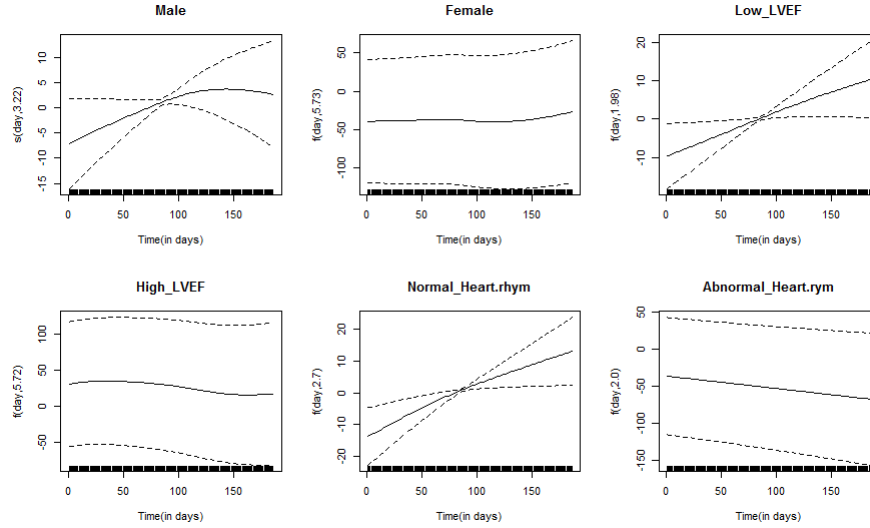 Male
s(day,3.22)
10
5
0
-5
-10
-15
0 50 100 150
Time(in days)
Female
f(day,5.73)
50
0
-50
-100
0 50 100 150
Time(in days)
Low_LVEF
f(day,1.98)
20
10
0
-10
0 50 100 150
Time(in days)
High_LVEF
f(day,5.72)
100
50
0
-50
0 50 100 150
Time(in days)
Normal_Heart.rhym
f(day,2.7)
20
10
0
-10
-20
0 50 100 150
Time(in days)
Abnormal_Heart.rym
f(day,2.0)
50
0
-50
-100
-150
0 50 100 150
Time(in days)